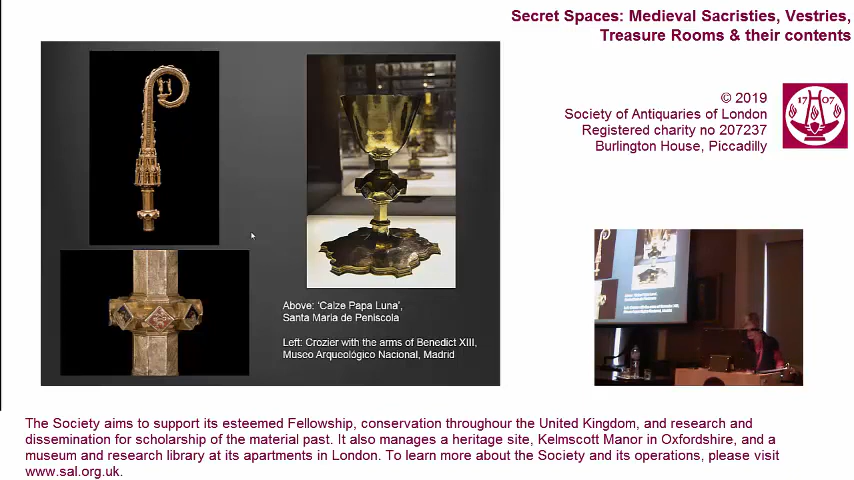 Secret Spaces: Medieval Sacristies, Vestries,
Treasure Rooms & their contents
© 2019
Society of Antiquaries of London
Registered charity no 207237
Burlington House, Piccadilly
1707
Above: 'Calze Papa Luna',
Santa Maria de Peniscola
Left: Crozier with the arms of Benedict XIII,
Museo Arqueológico Nacional, Madrid
The Society aims to support its esteemed Fellowship, conservation throughour the United Kingdom, and research and
dissemination for scholarship of the material past. It also manages a heritage site, Kelmscott Manor in Oxfordshire, and a
museum and research library at its apartments in London. To learn more about the Society and its operations, please visit
www.sal.org.uk.